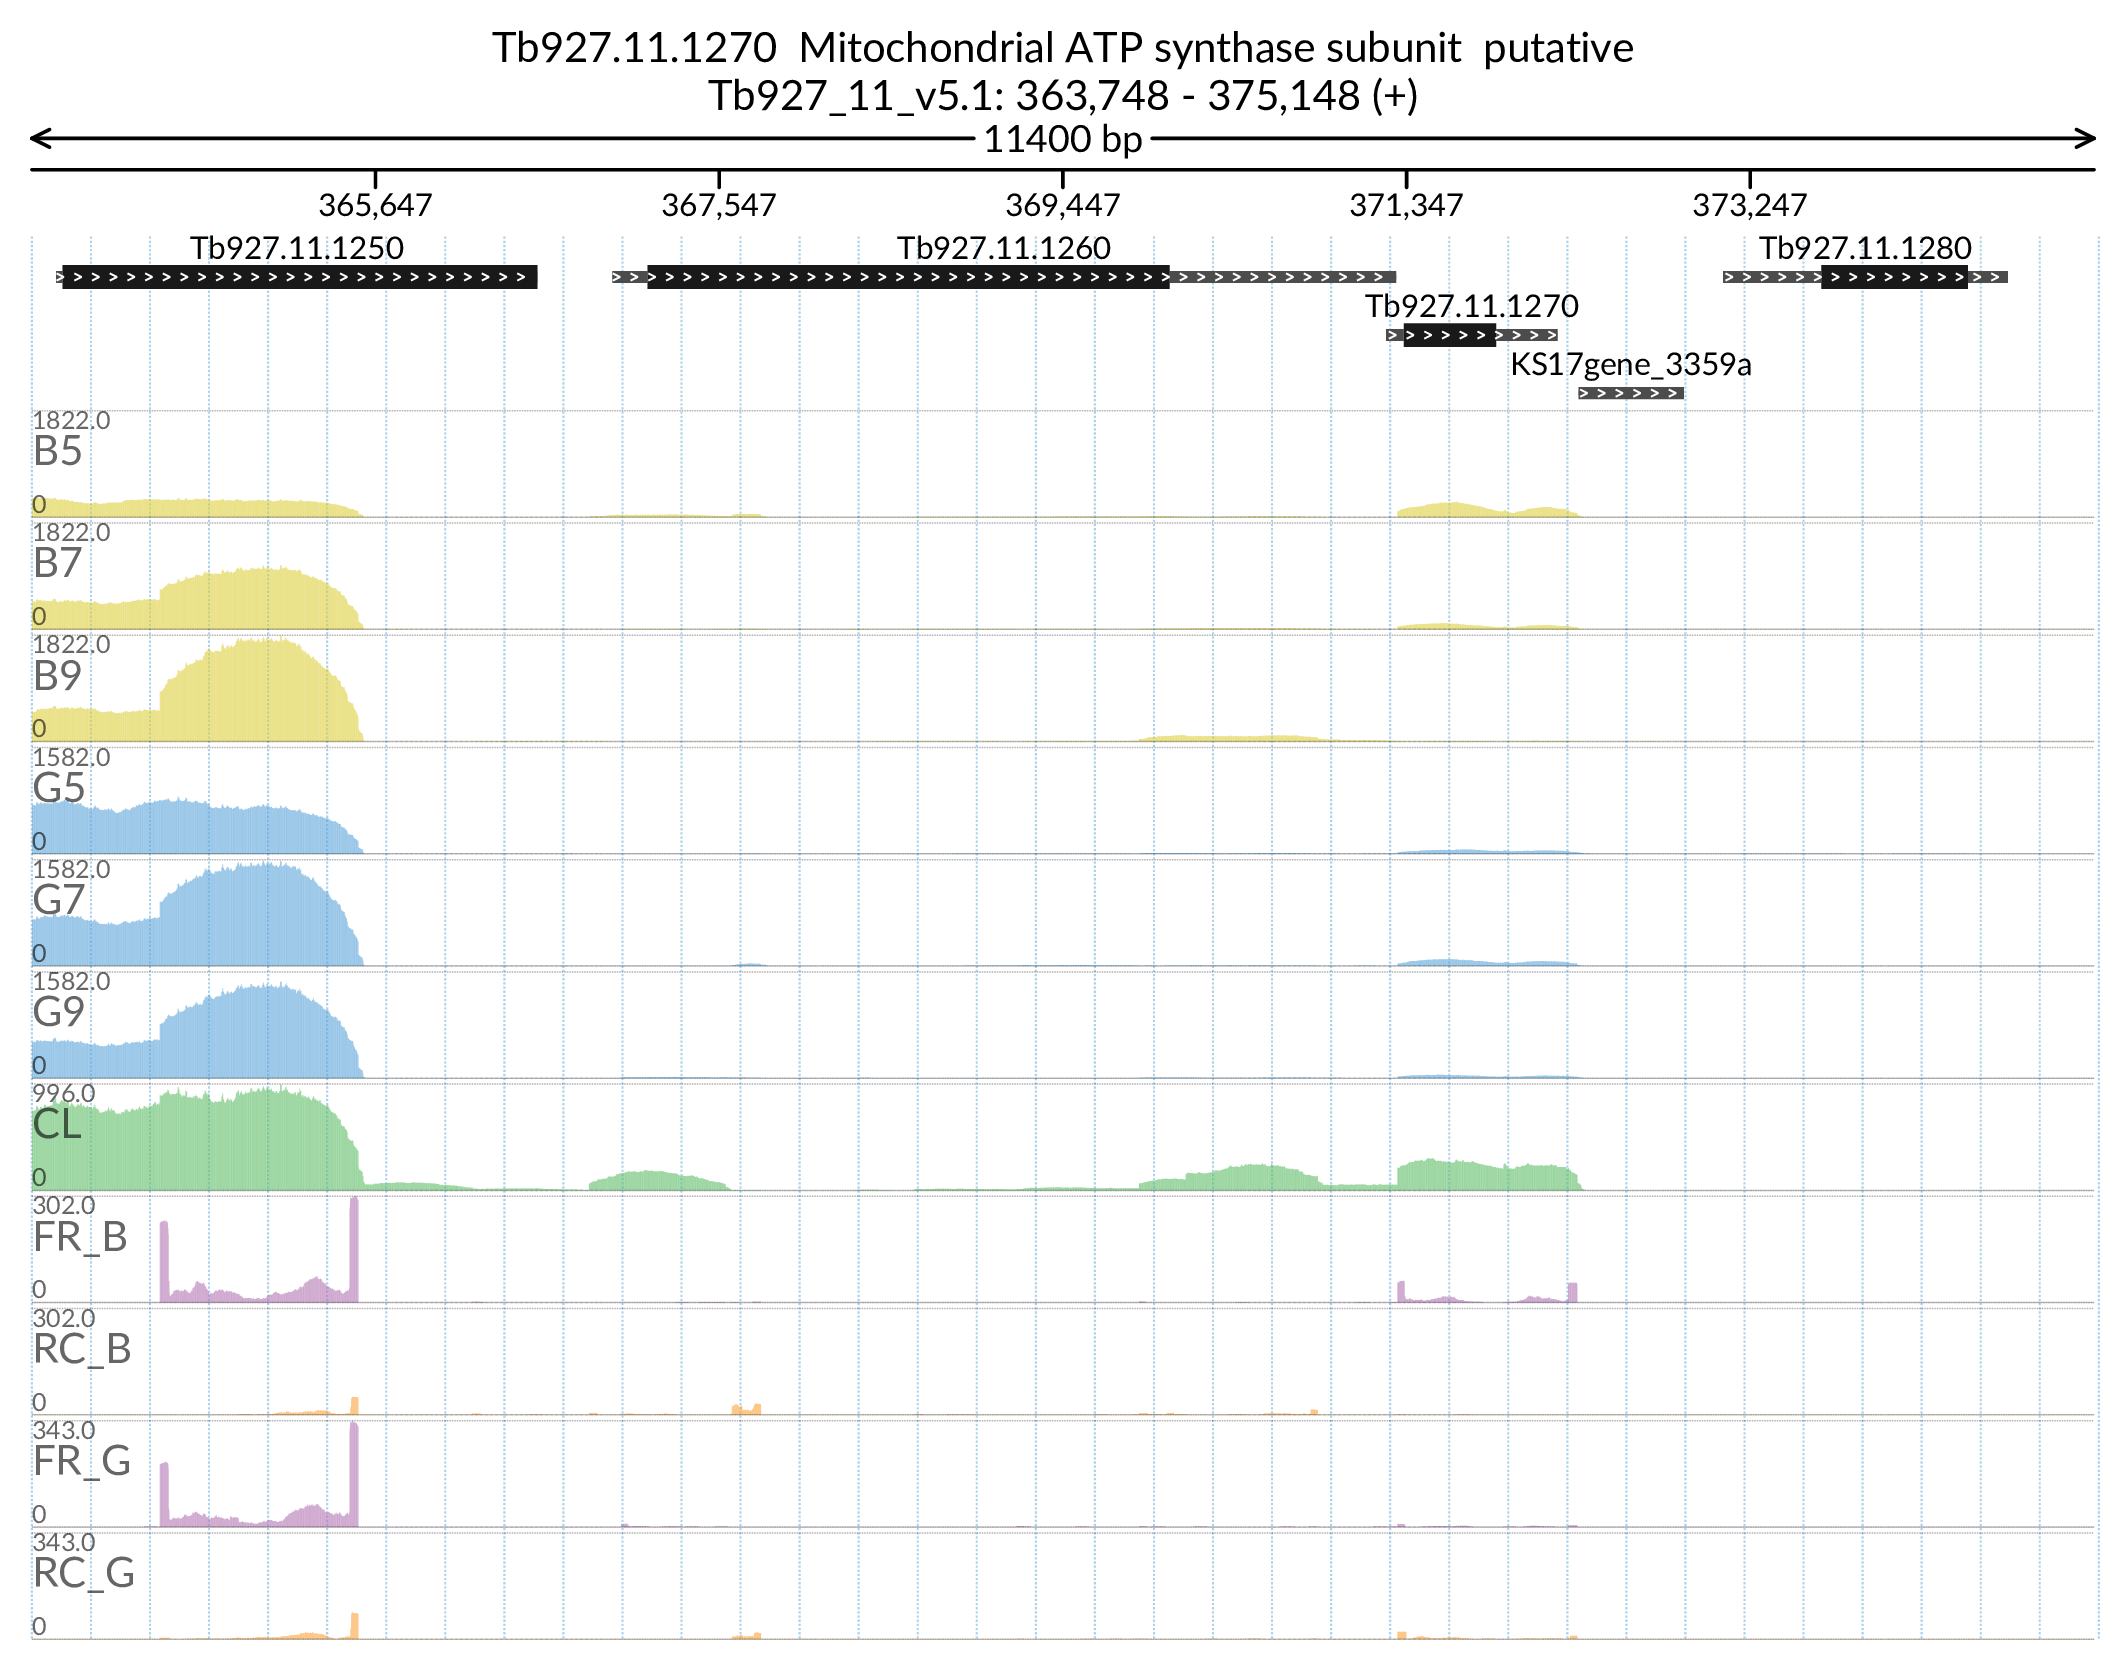 Tb927.11.1270  Mitochondrial ATP synthase subunit  putative
Tb927_11_v5.1: 363,748 - 375,148 (+)
11400 bp
365,647 367,547 369,447 371,347 373,247
Tb927.11.1250 Tb927.11.1260 Tb927.11.1280
Tb927.11.1270
KS17gene_3359a
1822.0
B5
0
1822.0
B7
0
1822.0
B9
0
1582.0
G5
0
1582.0
G7
0
1582.0
G9
0
996.0
CL
0
302.0
FR_B
0
302.0
RC_B
0
343.0
FR_G
0
343.0
RC_G
0